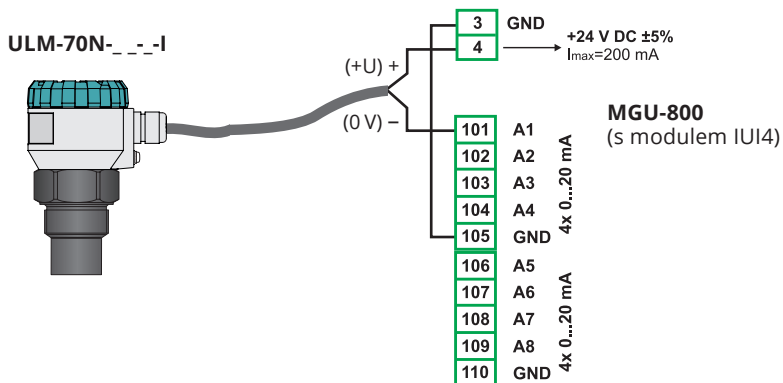 ULM-70N-_ _-_-I
(+U) +
(0 V) –
3 GND
4
+24 V DC ±5%
Imax=200 mA
MGU-800
(s modulem IUI4)
101 A1
102 A2
103 A3
104 A4
105 GND
4x 0...20 mA
106 A5
107 A6
108 A7
109 A8
110 GND
4x 0...20 mA